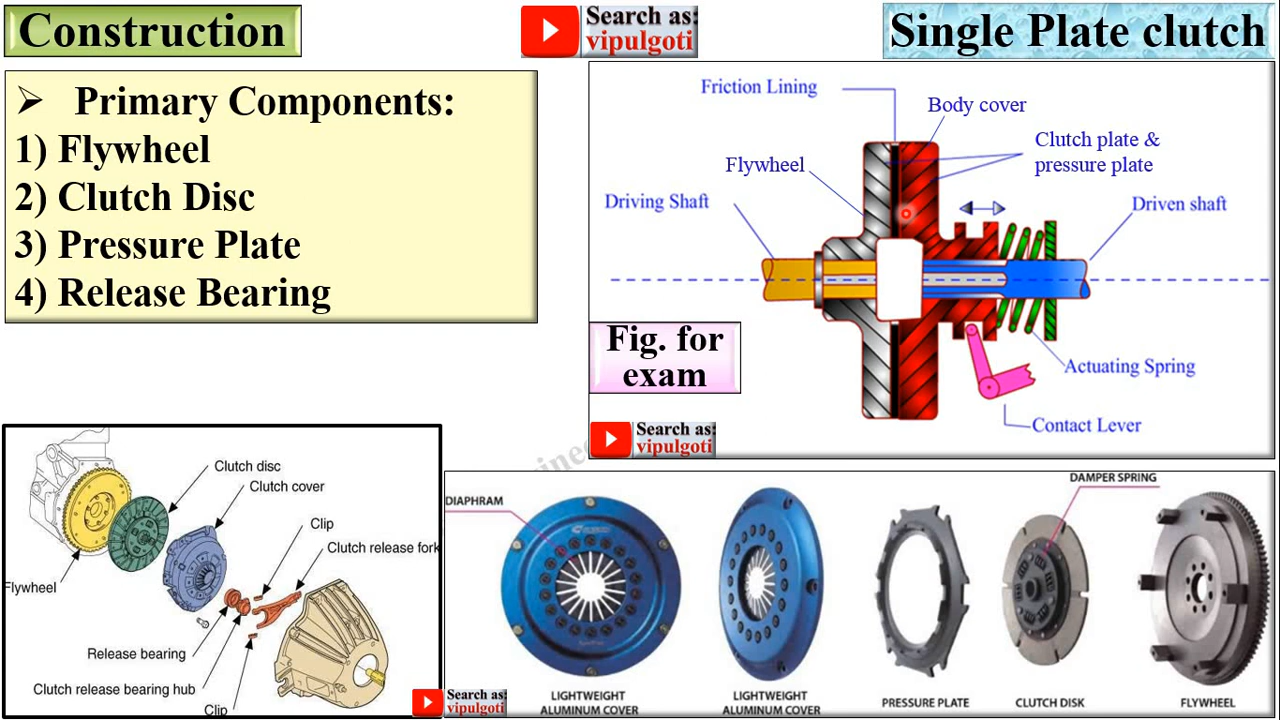 Construction
Search as:
vipulgoti
Single Plate clutch
➢ Primary Components:
1) Flywheel
2) Clutch Disc
3) Pressure Plate
4) Release Bearing
Friction Lining
Body cover
Clutch plate &
pressure plate
Flywheel
Driving Shaft
Driven shaft
Fig. for
exam
Actuating Spring
Contact Lever
Search as:
vipulgoti
Clutch disc
Clutch cover
Clip
Clutch release fork
Flywheel
Release bearing
Clutch release bearing hub
Clip
Search as:
vipulgoti
DIAPHRAM
DAMPER SPRING
LIGHTWEIGHT
ALUMINUM COVER
LIGHTWEIGHT
ALUMINUM COVER
PRESSURE PLATE
CLUTCH DISK
FLYWHEEL